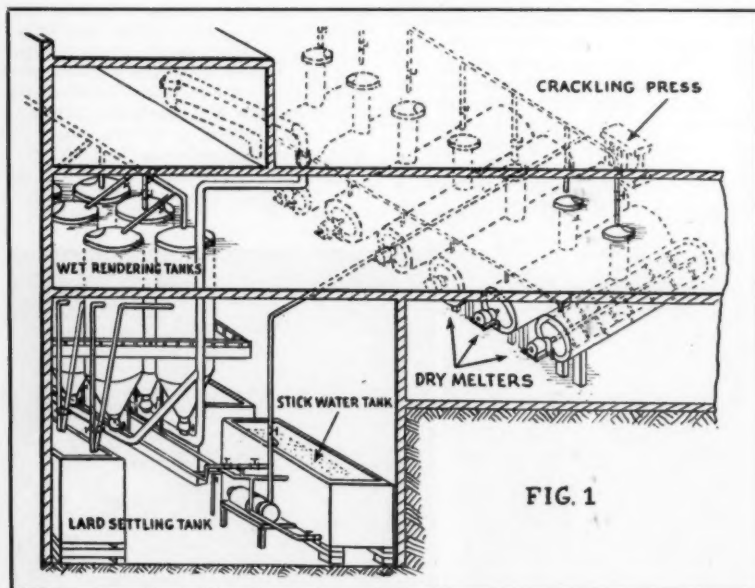 CRACKLING PRESS
WET RENDERING TANKS
DRY MELTERS
STICK WATER TANK
FIG. 1
LARD SETTLING TANK